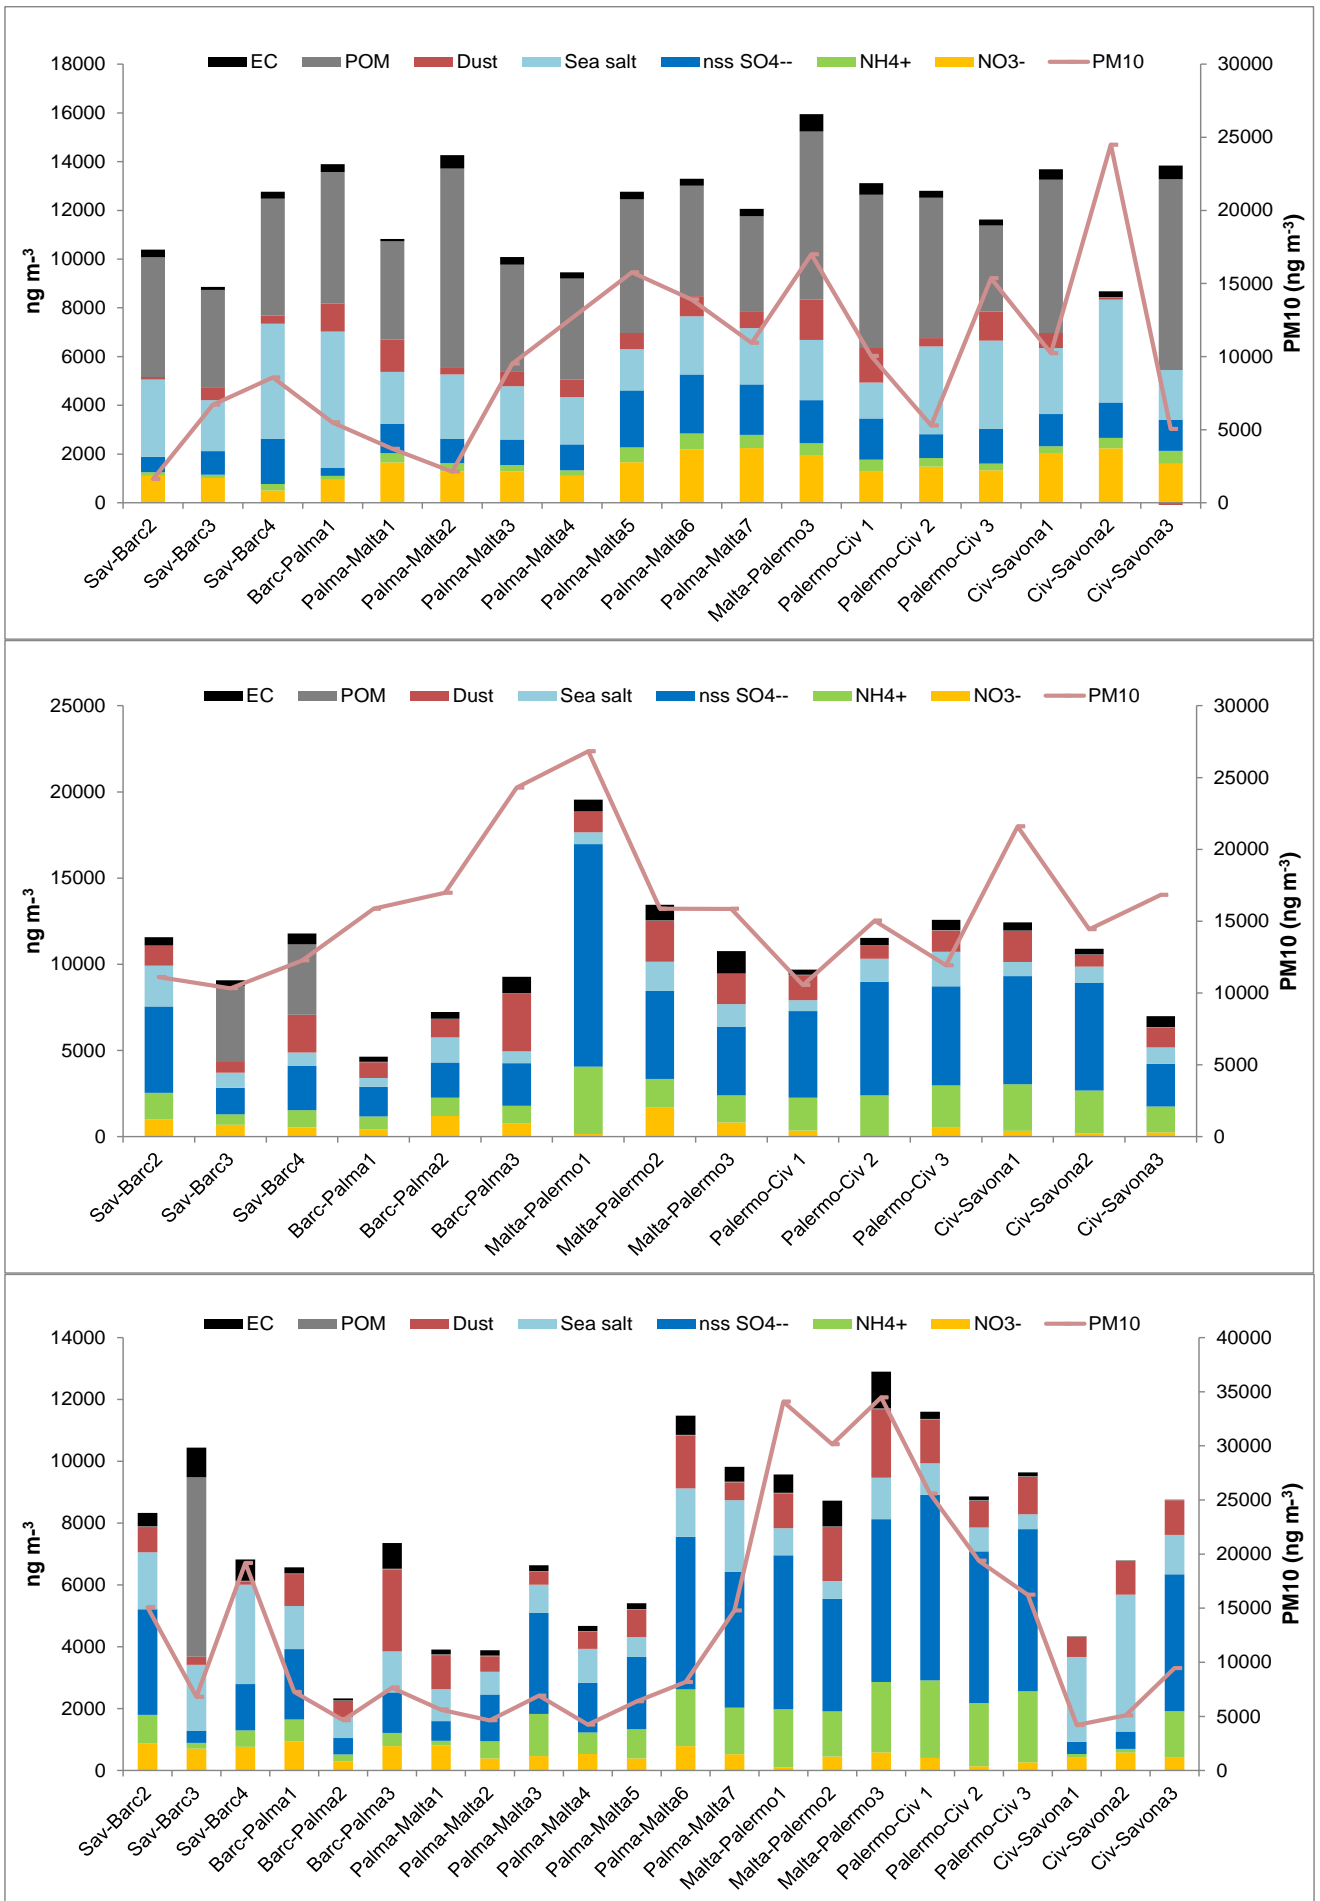 EC POM Dust Sea salt nss SO4-- NH4+ NO3- PM10
18000 30000
16000
14000 25000
12000 20000
10000
8000 15000
6000 10000
4000 5000
2000
0 0
ng m-3
PM10 (ng m-3)
Sav-Barc2 Sav-Barc3 Sav-Barc4 Barc-Palma1 Palma-Malta1 Palma-Malta2 Palma-Malta3 Palma-Malta4 Palma-Malta5 Palma-Malta6 Palma-Malta7 Malta-Palermo3 Palermo-Civ 1 Palermo-Civ 2 Palermo-Civ 3 Civ-Savona1 Civ-Savona2 Civ-Savona3
EC POM Dust Sea salt nss SO4-- NH4+ NO3- PM10
25000 30000
20000 25000
15000 20000
10000 15000
5000 10000
5000
0 0
ng m-3
PM10 (ng m-3)
Sav-Barc2 Sav-Barc3 Sav-Barc4 Barc-Palma1 Barc-Palma2 Barc-Palma3 Malta-Palermo1 Malta-Palermo2 Malta-Palermo3 Palermo-Civ 1 Palermo-Civ 2 Palermo-Civ 3 Civ-Savona1 Civ-Savona2 Civ-Savona3
EC POM Dust Sea salt nss SO4-- NH4+ NO3- PM10
14000 40000
12000 35000
10000 30000
8000 25000
6000 20000
4000 15000
2000 10000
5000
0 0
ng m-3
PM10 (ng m-3)
Sav-Barc2 Sav-Barc3 Sav-Barc4 Barc-Palma1 Barc-Palma2 Barc-Palma3 Palma-Malta1 Palma-Malta2 Palma-Malta3 Palma-Malta4 Palma-Malta5 Palma-Malta6 Palma-Malta7 Malta-Palermo1 Malta-Palermo2 Malta-Palermo3 Palermo-Civ 1 Palermo-Civ 2 Palermo-Civ 3 Civ-Savona1 Civ-Savona2 Civ-Savona3